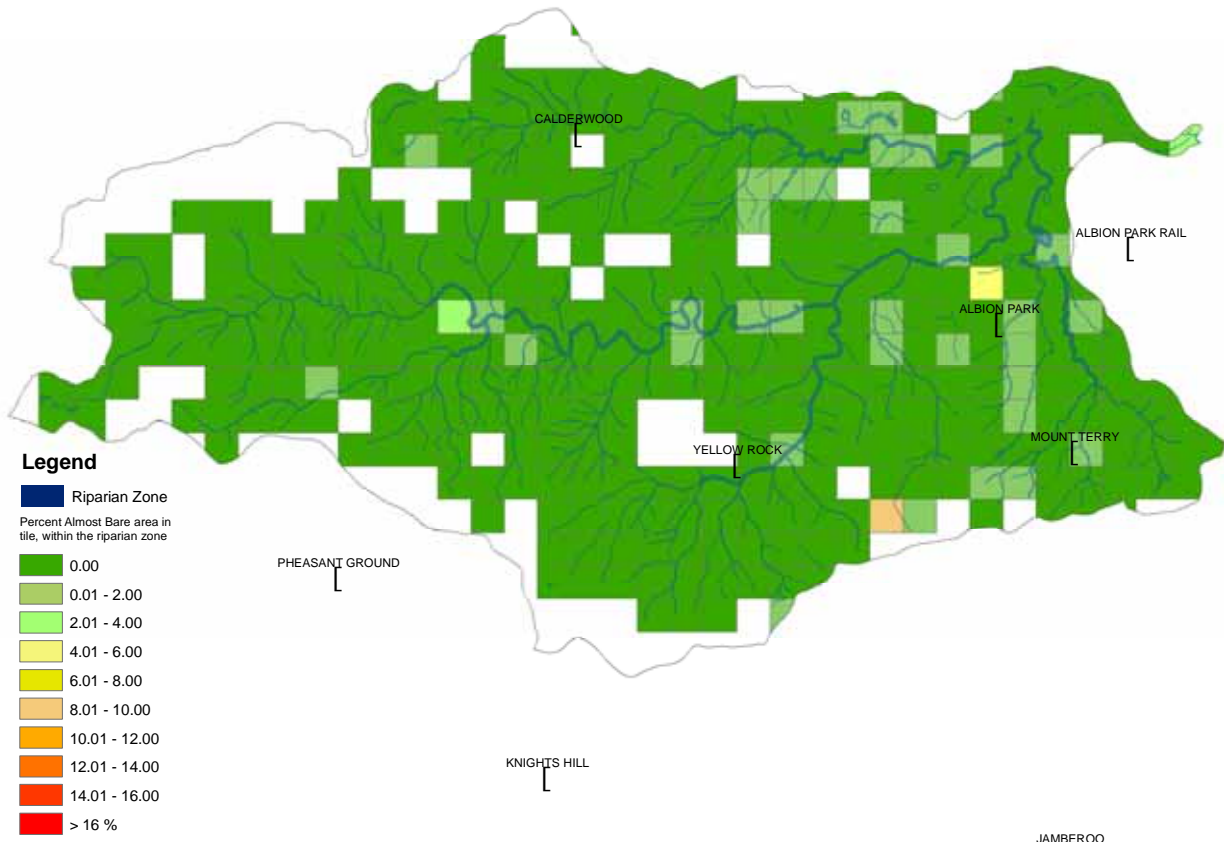 CALDERWOOD
ALBION PARK RAIL
ALBION PARK
MOUNT TERRY
YELLOW ROCK
Legend
Riparian Zone
Percent Almost Bare area in
tile, within the riparian zone
0.00
0.01 - 2.00
2.01 - 4.00
4.01 - 6.00
6.01 - 8.00
8.01 - 10.00
10.01 - 12.00
12.01 - 14.00
14.01 - 16.00
> 16 %
PHEASANT GROUND
KNIGHTS HILL
JAMBEROO